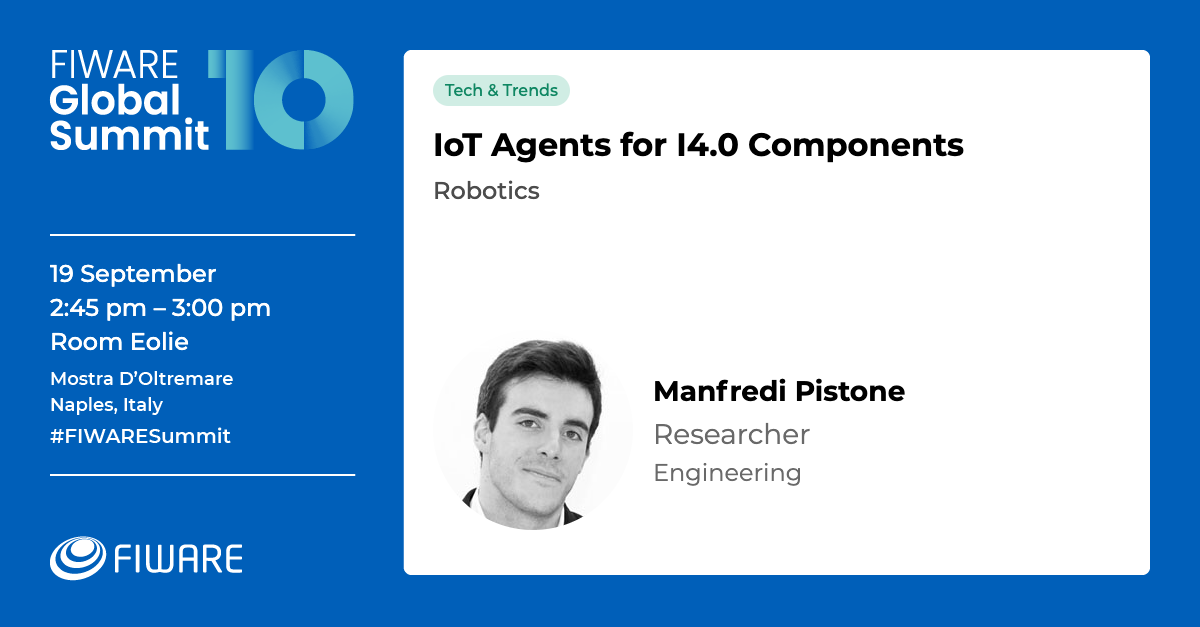 FIWARE
Global
Summit
10
19 September
2:45 pm – 3:00 pm
Room Eolie
Mostra D’Oltremare
Naples, Italy
#FIWARESummit
FIWARE
Tech & Trends
IoT Agents for I4.0 Components
Robotics
Manfredi Pistone
Researcher
Engineering